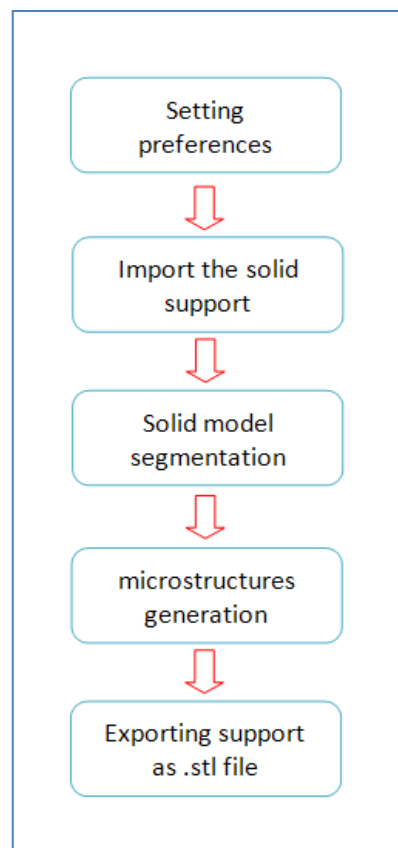 Setting
preferences
Import the solid
support
Solid model
segmentation
microstructures
generation
Exporting support
as .stl file